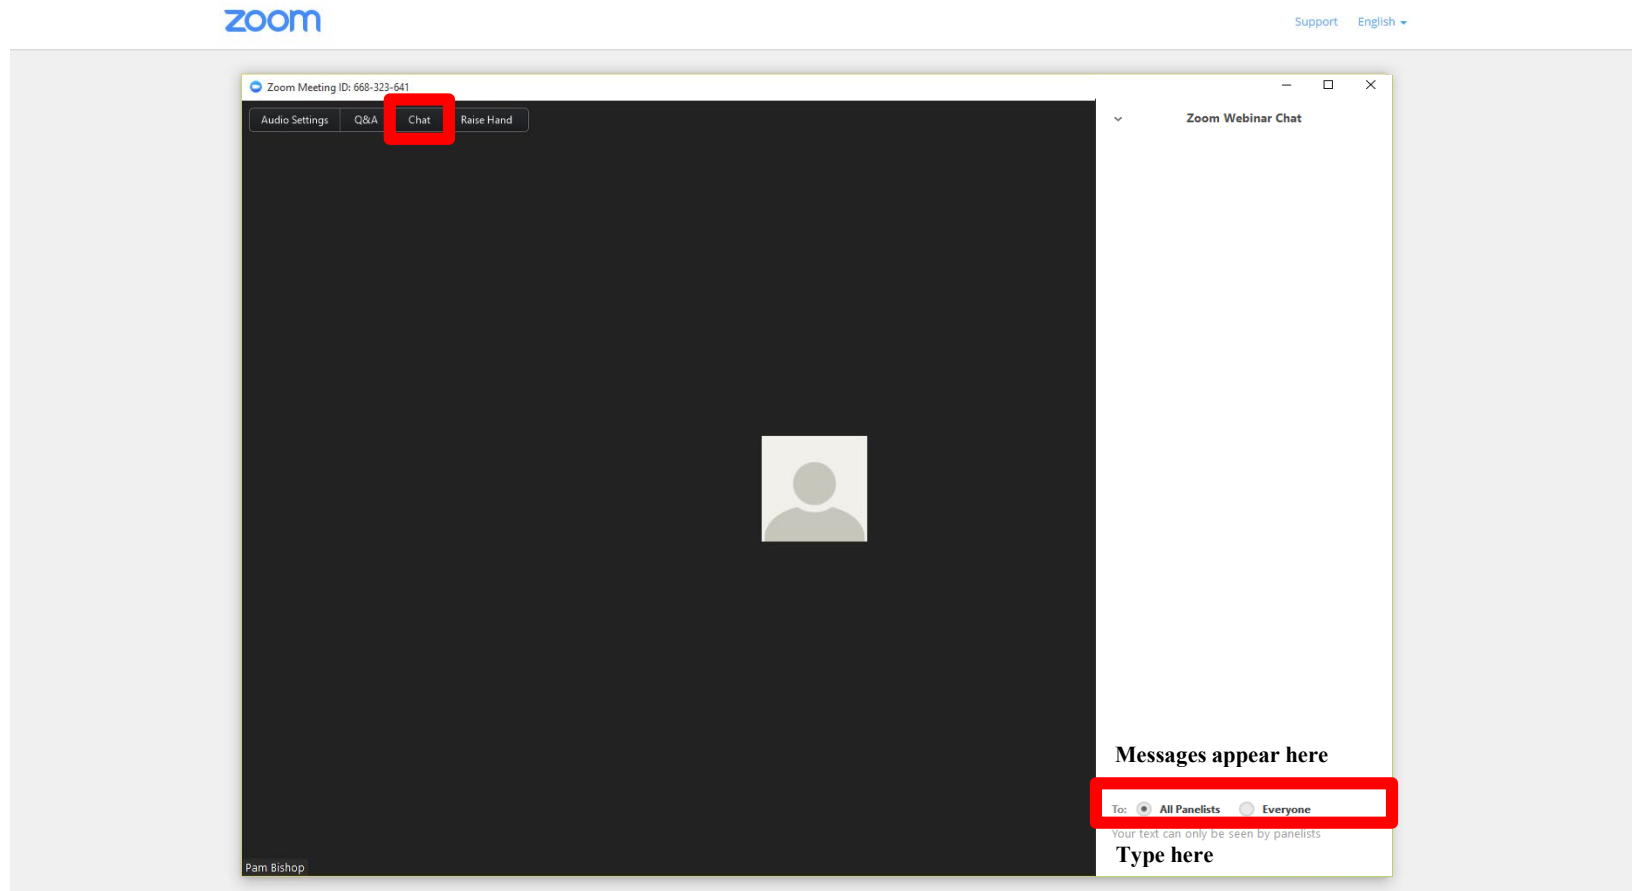 zoom
Support English
Zoom Meeting ID: 668-323-641
Audio Settings Q&A Chat Raise Hand
Zoom Webinar Chat
Messages appear here
To: All Panelists Everyone
Your text can only be seen by panelists
Type here
Pam Bishop